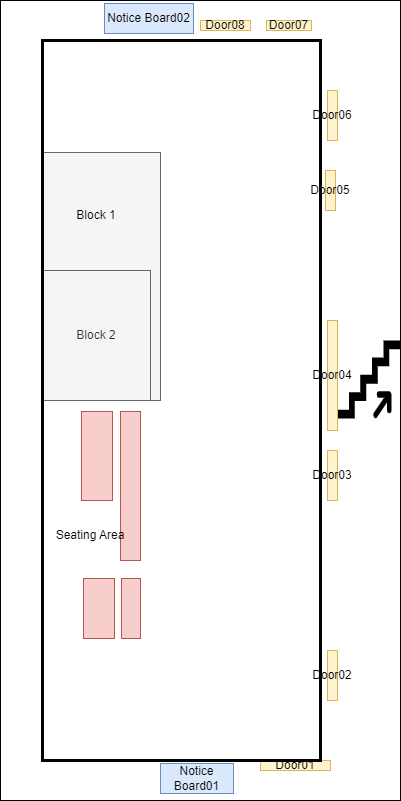 Notice Board02
Door08
Door07
Door06
Door05
Block 1
Block 2
Door04
Door03
Seating Area
Door02
Door01
Notice
Board01